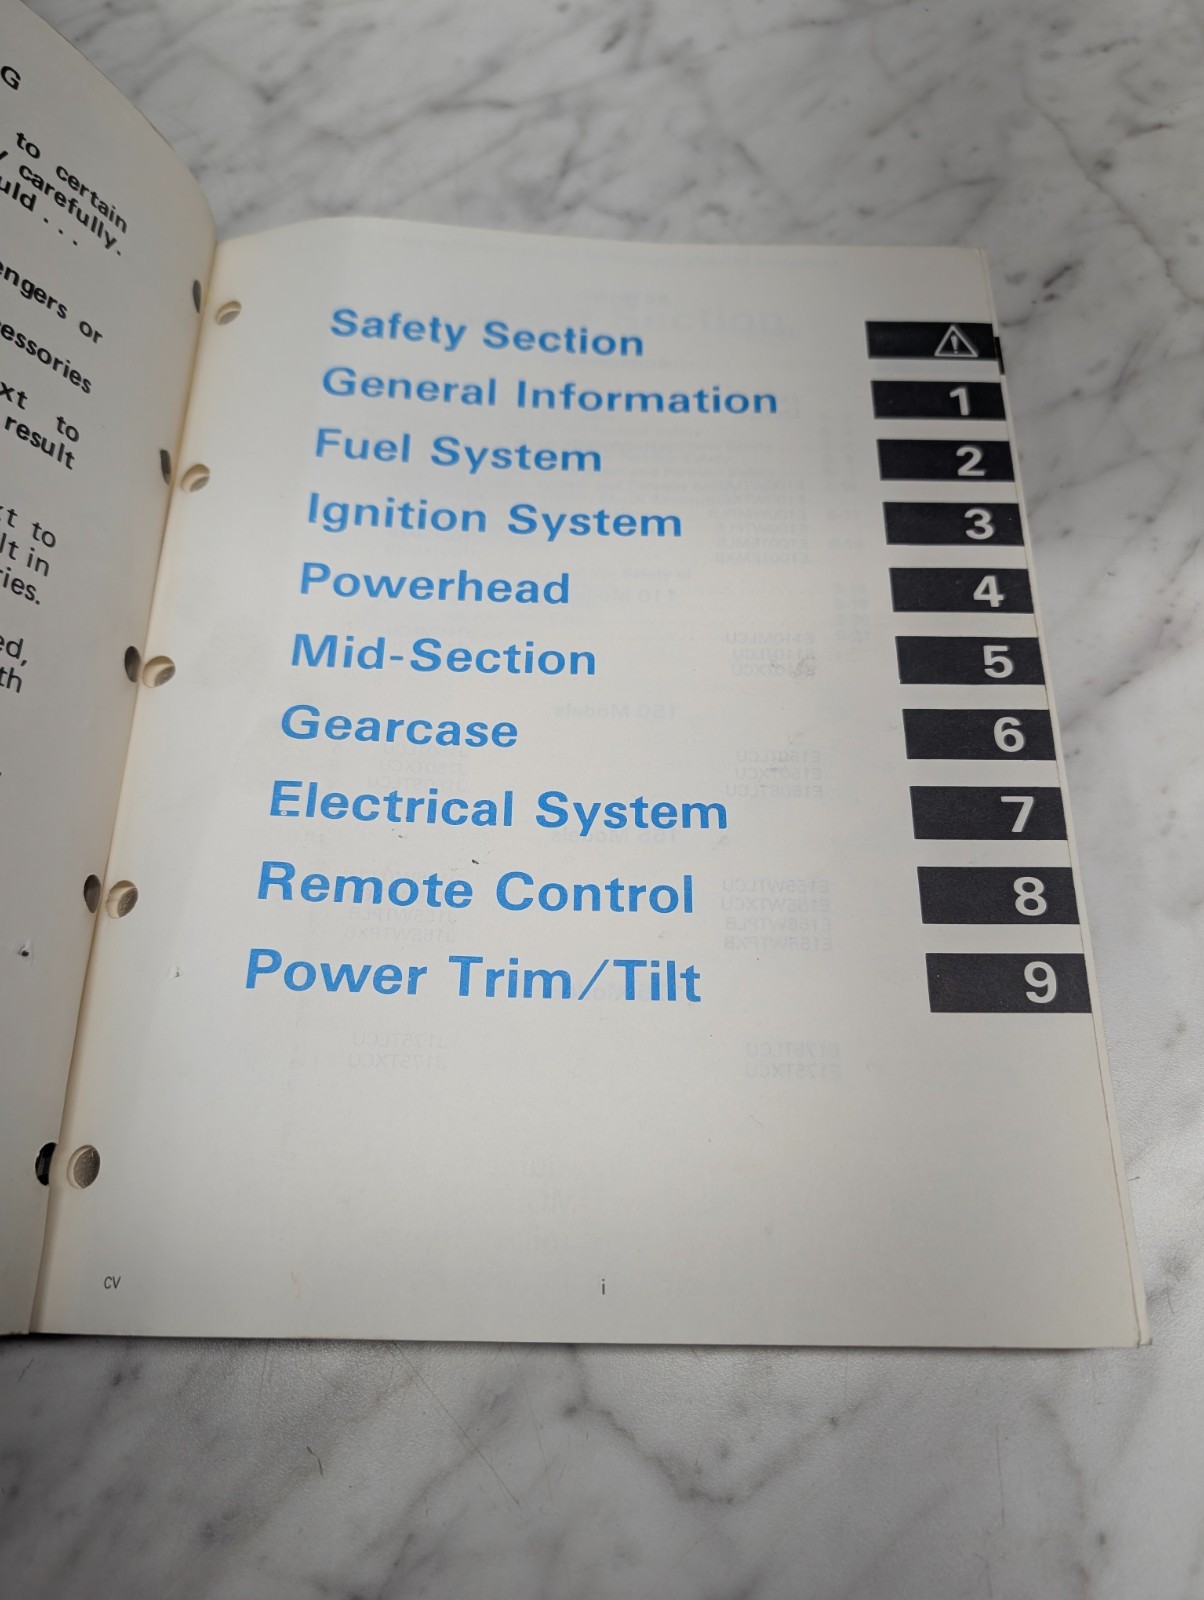 G
to certain
carefully.
uld . . .
engers or
essories
xt to
result
xt to
lt in
ries.
ed,
th
Safety Section
General Information 1
Fuel System 2
Ignition System 3
Powerhead 4
Mid-Section 5
Gearcase 6
Electrical System 7
Remote Control 8
Power Trim/Tilt 9
CV i